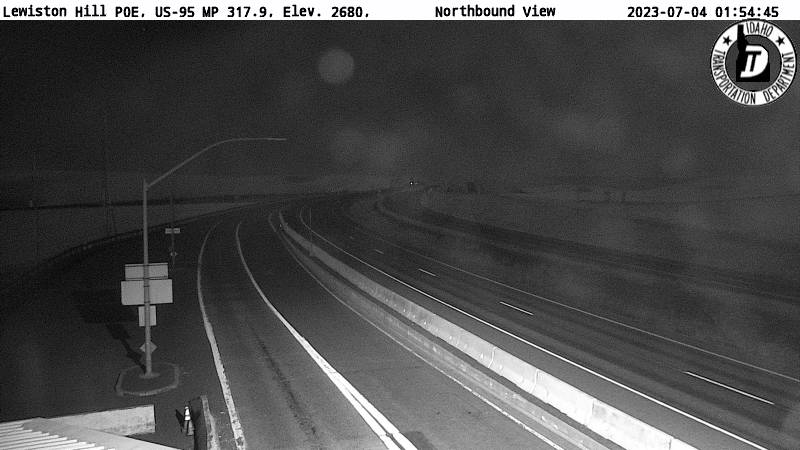 Lewiston Hill POE, US-95 MP 317.9, Elev. 2680, Northbound View 2023-07-04 01:54:45
IDAHO
TRANSPORTATION DEPARTMENT